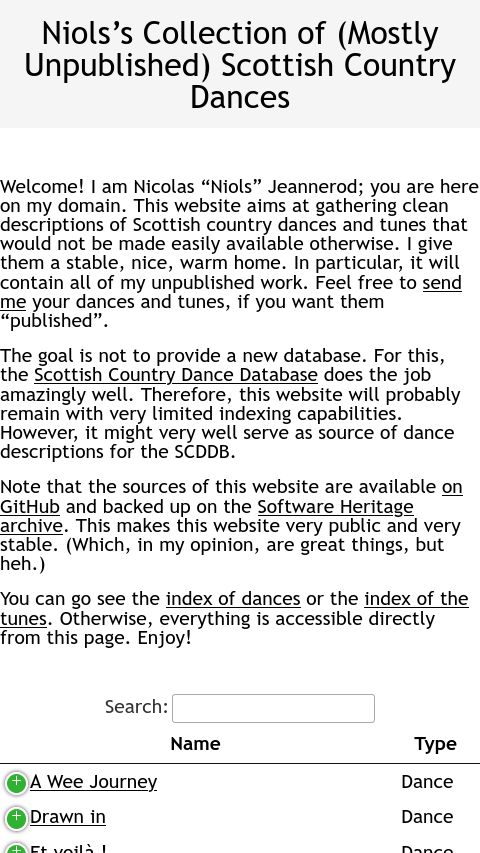 Niols’s Collection of (Mostly
Unpublished) Scottish Country
Dances
Welcome! I am Nicolas “Niols” Jeannerod; you are here
on my domain. This website aims at gathering clean
descriptions of Scottish country dances and tunes that
would not be made easily available otherwise. I give
them a stable, nice, warm home. In particular, it will
contain all of my unpublished work. Feel free to send
me your dances and tunes, if you want them
“published”.
The goal is not to provide a new database. For this,
the Scottish Country Dance Database does the job
amazingly well. Therefore, this website will probably
remain with very limited indexing capabilities.
However, it might very well serve as source of dance
descriptions for the SCDDB.
Note that the sources of this website are available on
GitHub and backed up on the Software Heritage
archive. This makes this website very public and very
stable. (Which, in my opinion, are great things, but
heh.)
You can go see the index of dances or the index of the
tunes. Otherwise, everything is accessible directly
from this page. Enjoy!
Search:
Name Type
A Wee Journey Dance
Drawn in Dance
Et voilà ! Dance